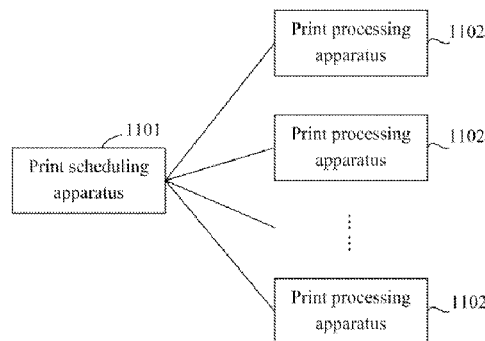 Print processing
apparatus
1102
Print processing
apparatus
1102
1101
Print scheduling
apparatus
Print processing
apparatus
1102